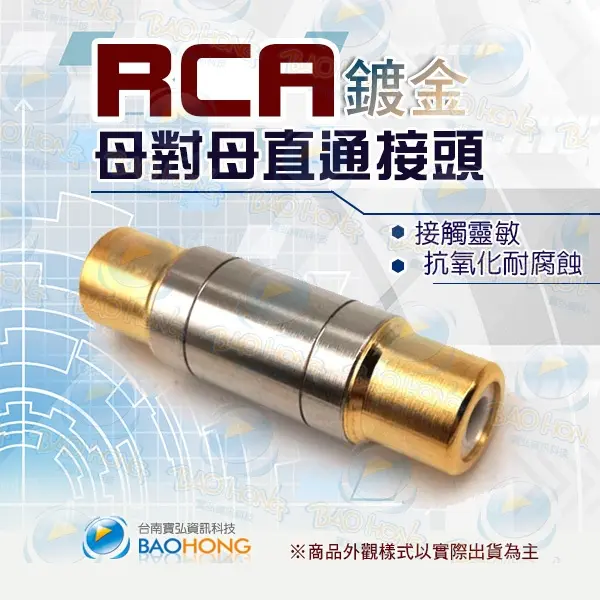 RCA鍍金
母對母直通接頭
• 接觸靈敏
• 抗氧化耐腐蝕
台南寶弘資訊科技
BAOHONG
※商品外觀樣式以實際出貨為主